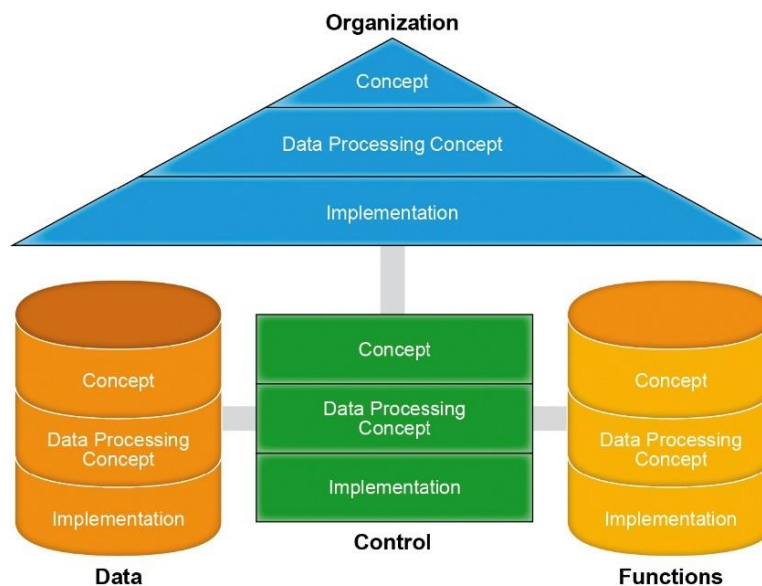 Organization
Concept
Data Processing Concept
Implementation
Concept
Data Processing
Concept
Implementation
Data
Concept
Data Processing
Concept
Implementation
Control
Concept
Data Processing
Concept
Implementation
Functions